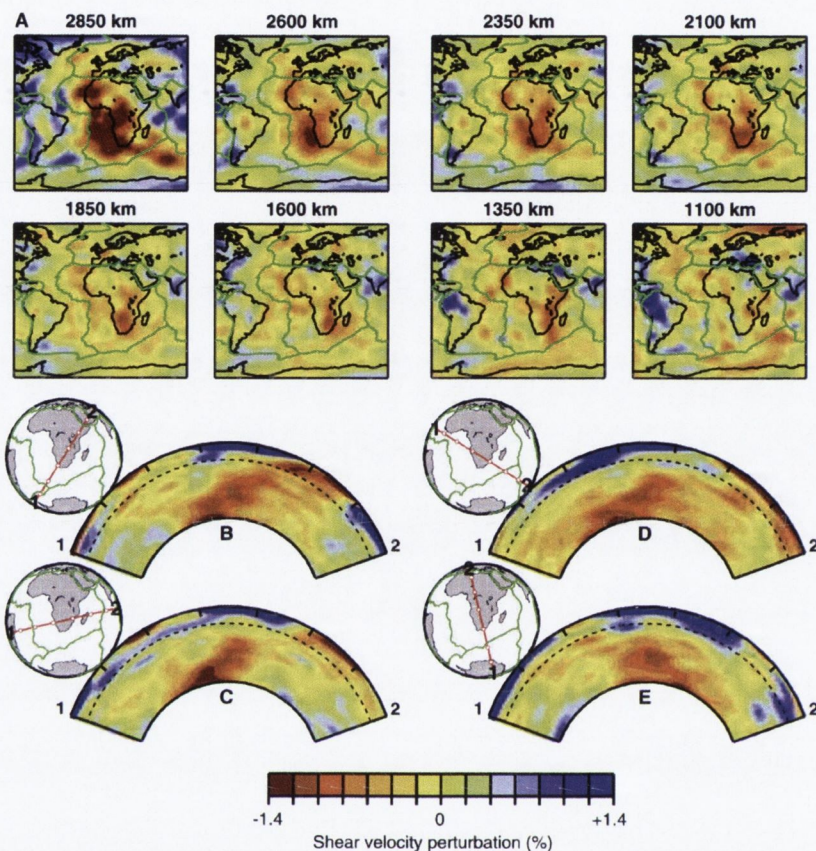 A
2850 km 2600 km 2350 km 2100 km
1850 km 1600 km 1350 km 1100 km
2
1
1 B 2
1
2
1 D 2
1 2
1 C 2
2
1
1 E 2
-1.4 0 +1.4
Shear velocity perturbation (%)